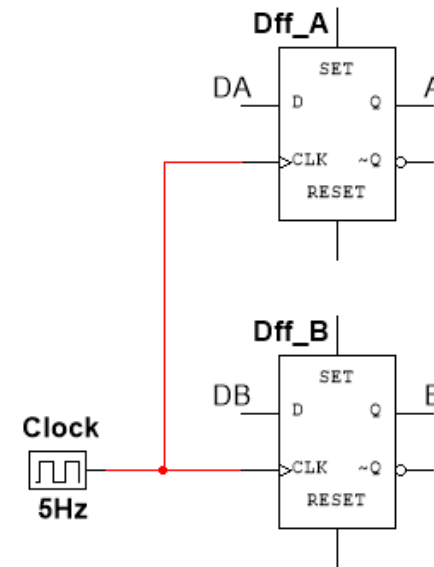 Dff_A
SET
DA
D
Q
A
CLK
~Q
RESET
Dff_B
SET
DB
D
Q
Clock
CLK
~Q
RESET
5Hz